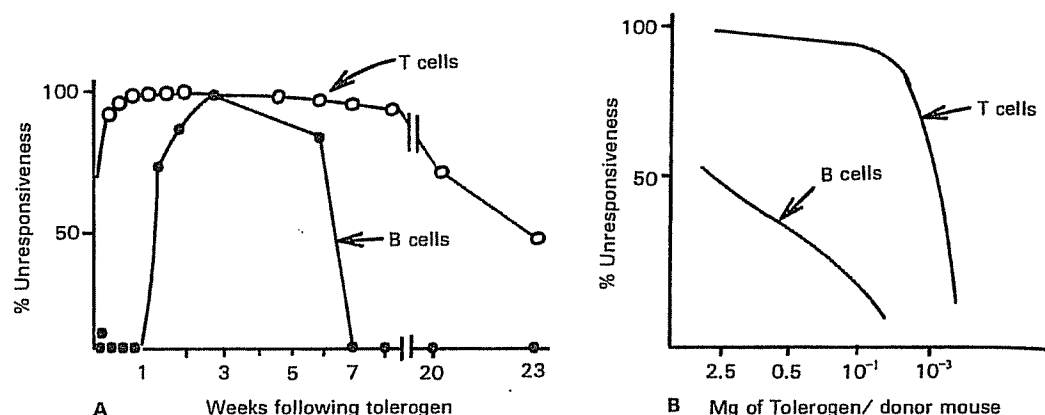 % Unresponsiveness
100
50
T cells
B cells
1 3 5 7 20 23
A Weeks following tolerogen
% Unresponsiveness
100
50
T cells
B cells
2.5 0.5 10⁻¹ 10⁻³
B Mg of Tolerogen/ donor mouse